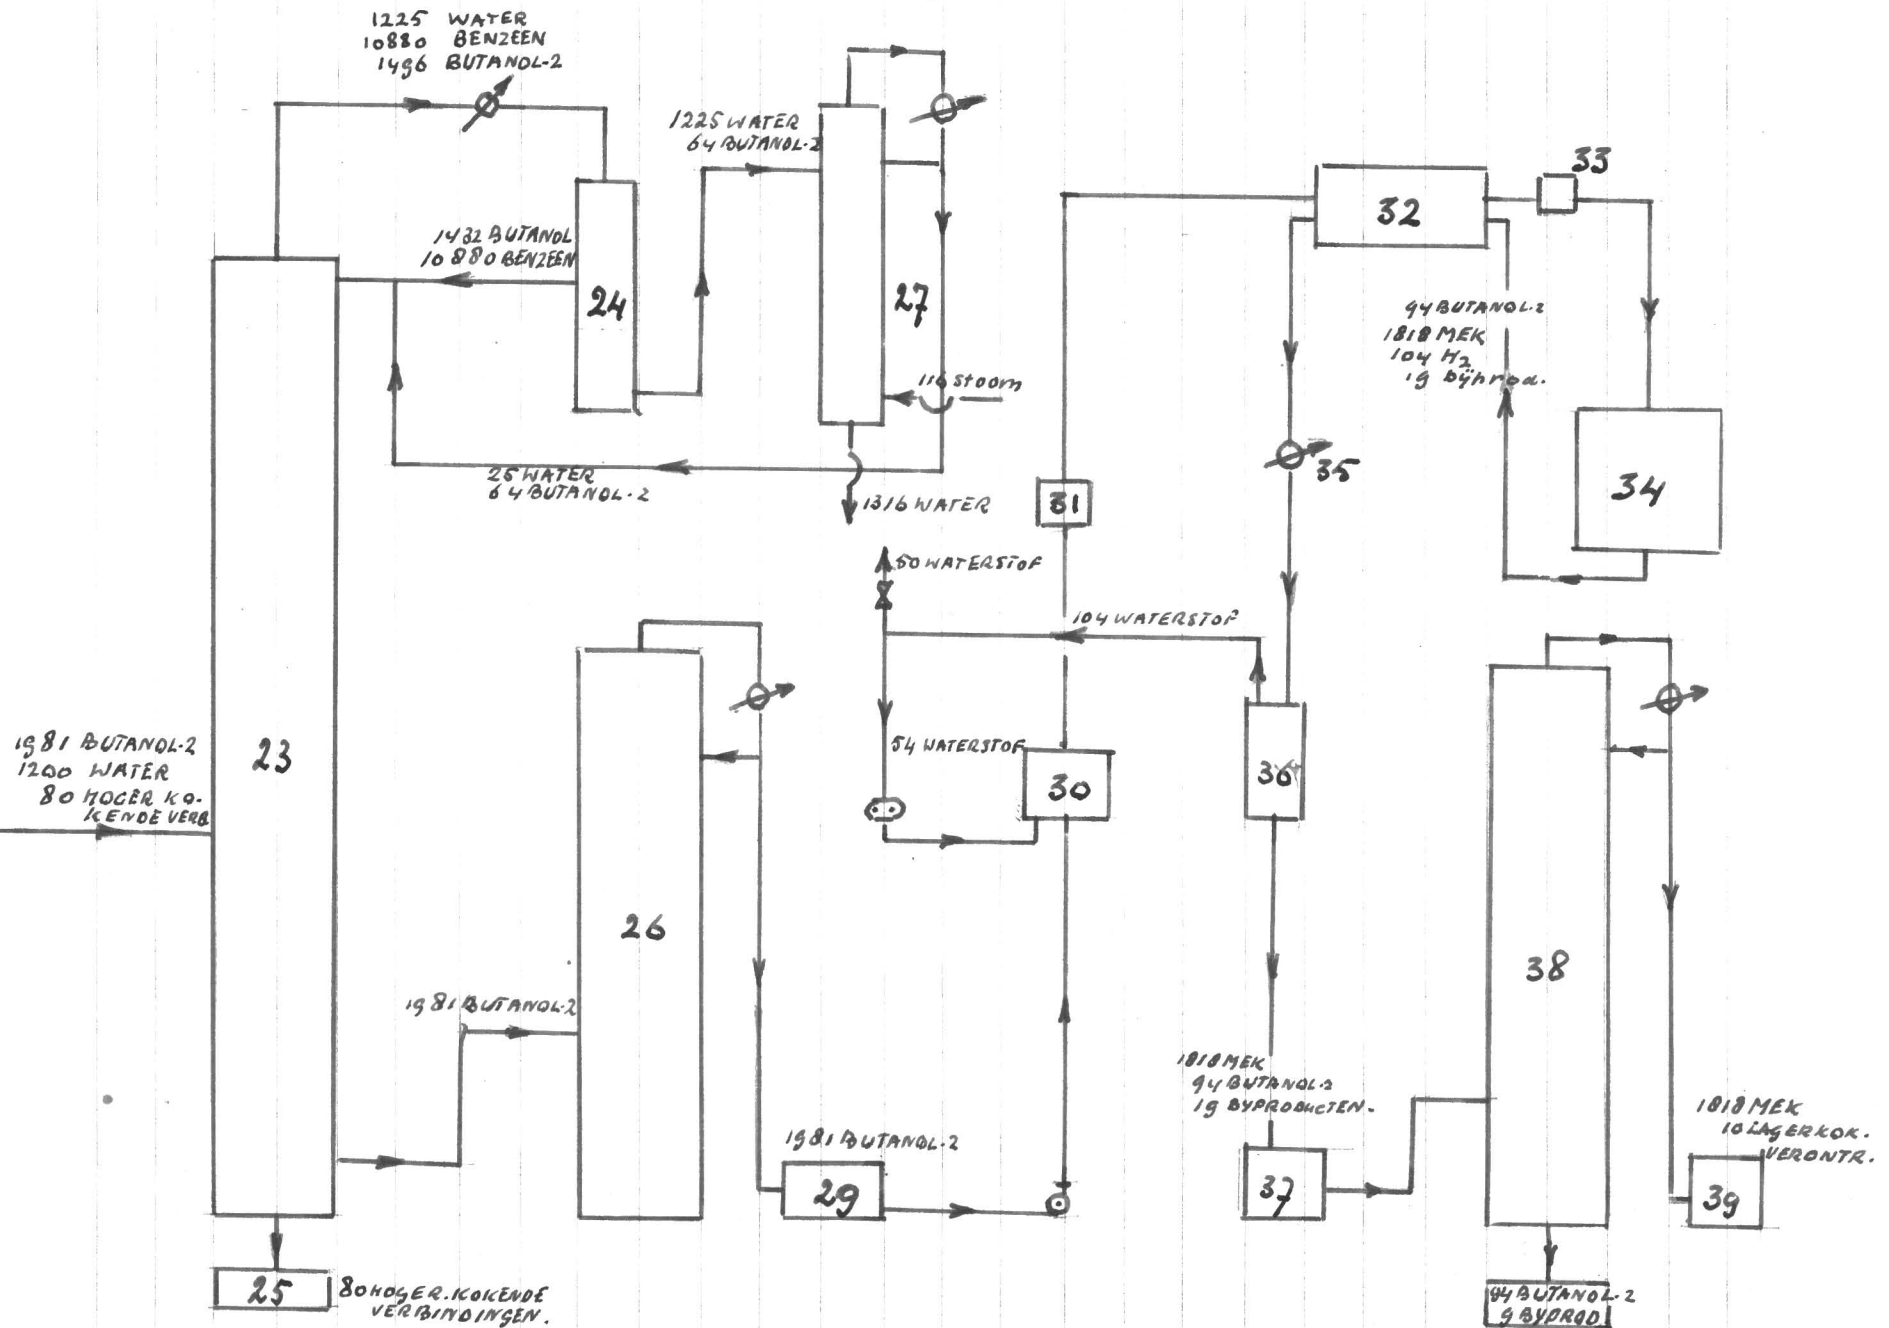 1225 WATER
10880 BENZEEN
1496 BUTANOL-2
1225 WATER
64 BUTANOL-2
33
32
1432 BUTANOL
10880 BENZEEN
24
27
94 BUTANOL-2
1818 MEK
104 H2
19 bÿprod.
116 stoom
35
34
25 WATER
64 BUTANOL-2
1316 WATER
31
50 WATERSTOF
104 WATERSTOF
1981 BUTANOL-2
1200 WATER
80 HOGER KO-
KENDE VERB
23
54 WATERSTOF
30
36
26
38
1981 BUTANOL-2
1818 MEK
94 BUTANOL-2
19 BYPRODUCTEN.
1818 MEK
10 LAGERKOK.
VERONTR.
1981 BUTANOL-2
29
37
39
25
80 HOGER.KOKENDE
VERBINDINGEN.
94 BUTANOL-2
9 BYPROD